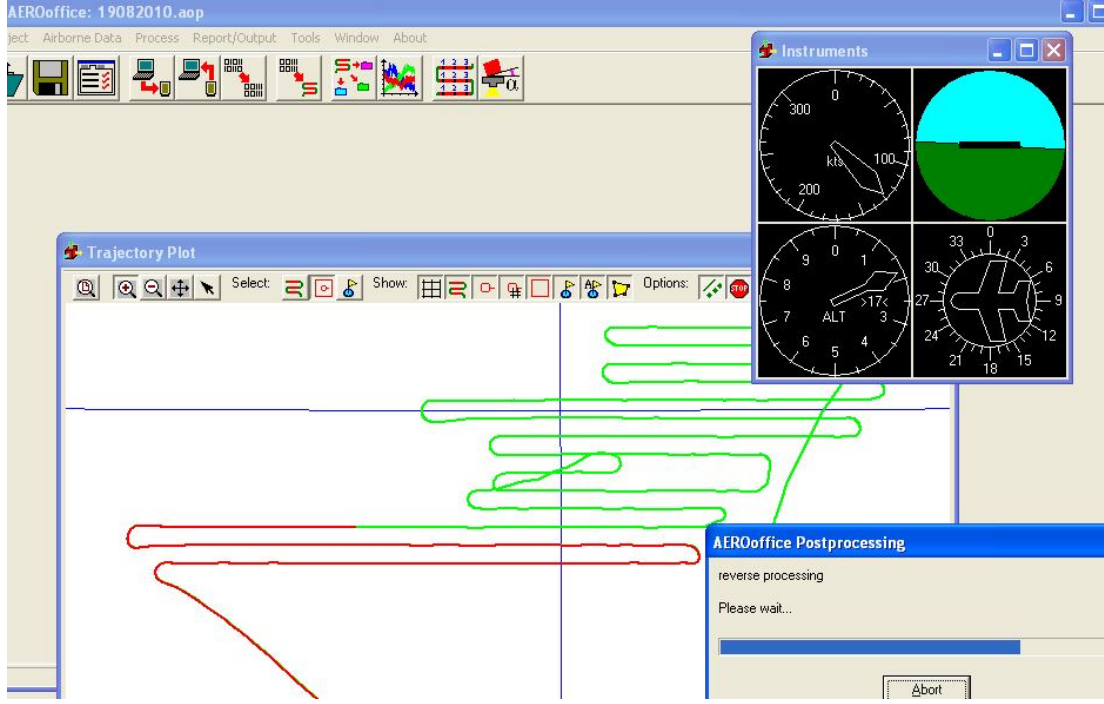 AEROoffice: 19082010.aop
ject Airborne Data Process Report/Output Tools Window About
Instruments
0
300
kts
100
200
33 0 3
30 6
27 9
24 12
21 18 15
9 0 1
8 >17<
7 ALT 3
6 5 4
Trajectory Plot
Select: Show: AP Options: STOP
AEROoffice Postprocessing
reverse processing
Please wait...
Abort